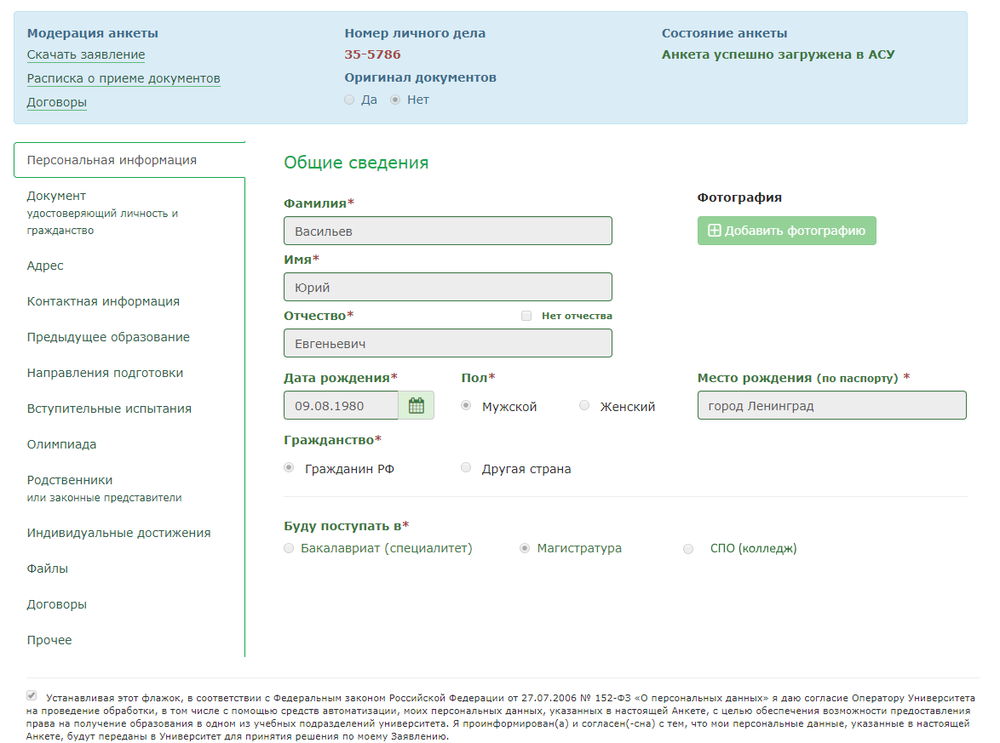 Модерация анкеты
Скачать заявление
Расписка о приеме документов
Договоры
Номер личного дела
35-5786
Оригинал документов
Да Нет
Состояние анкеты
Анкета успешно загружена в АСУ
Персональная информация
Документ
удостоверяющий личность и
гражданство
Адрес
Контактная информация
Предыдущее образование
Направления подготовки
Вступительные испытания
Олимпиада
Родственники
или законные представители
Индивидуальные достижения
Файлы
Договоры
Прочее
Общие сведения
Фамилия*
Васильев
Имя*
Юрий
Отчество* Нет отчества
Евгеньевич
Фотография
Добавить фотографию
Дата рождения* Пол* Место рождения (по паспорту) *
09.08.1980 Мужской Женский город Ленинград
Гражданство*
Гражданин РФ Другая страна
Буду поступать в*
Бакалавриат (специалитет) Магистратура СПО (колледж)
Устанавливая этот флажок, в соответствии с Федеральным законом Российской Федерации от 27.07.2006 № 152-ФЗ «О персональных данных» я даю согласие Оператору Университета
на проведение обработки, в том числе с помощью средств автоматизации, моих персональных данных, указанных в настоящей Анкете, с целью обеспечения возможности предоставления
права на получение образования в одном из учебных подразделений университета. Я проинформирован(а) и согласен(-сна) с тем, что мои персональные данные, указанные в настоящей
Анкете, будут переданы в Университет для принятия решения по моему Заявлению.